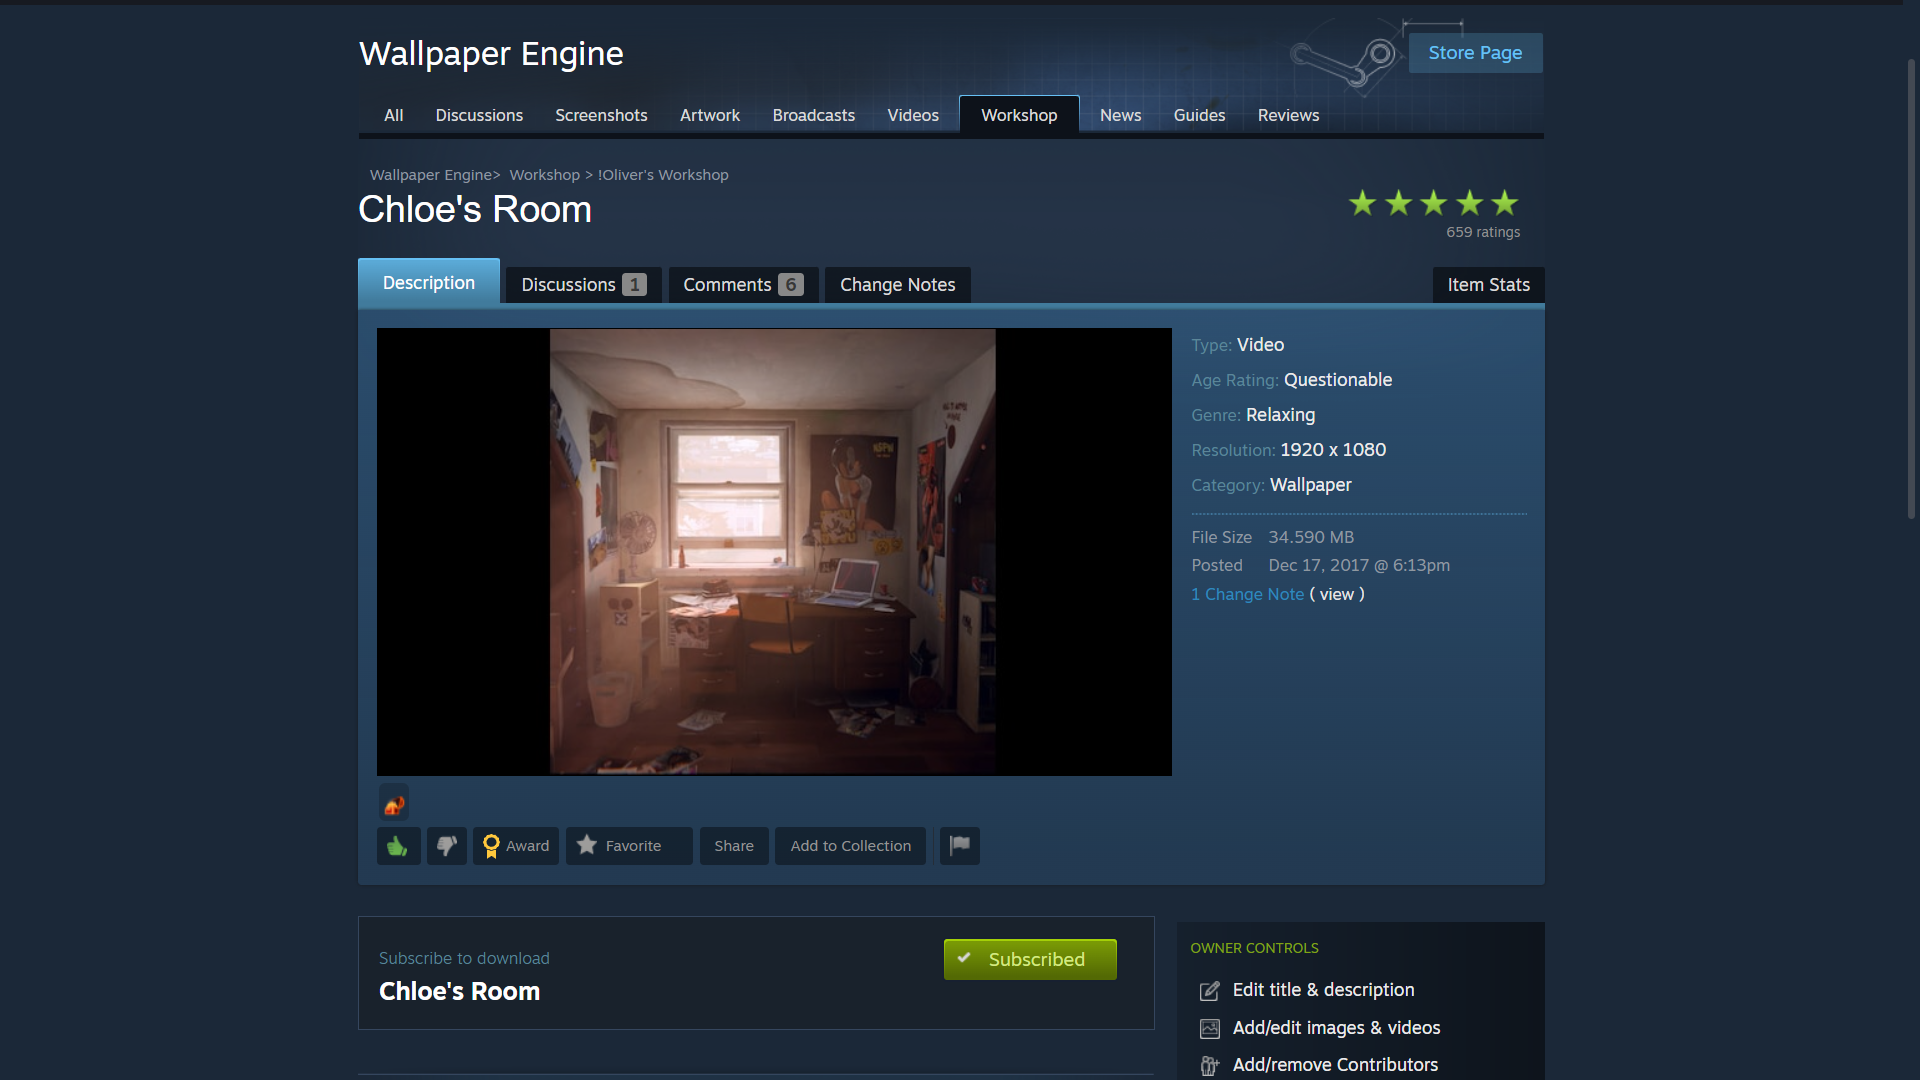 Wallpaper Engine
Store Page
All Discussions Screenshots Artwork Broadcasts Videos Workshop News Guides Reviews
Wallpaper Engine> Workshop > !Oliver's Workshop
Chloe's Room
659 ratings
Description Discussions 1 Comments 6 Change Notes Item Stats
Type: Video
Age Rating: Questionable
Genre: Relaxing
Resolution: 1920 x 1080
Category: Wallpaper
File Size 34.590 MB
Posted Dec 17, 2017 @ 6:13pm
1 Change Note ( view )
Award Favorite Share Add to Collection
Subscribe to download
Chloe's Room
Subscribed
OWNER CONTROLS
Edit title & description
Add/edit images & videos
Add/remove Contributors